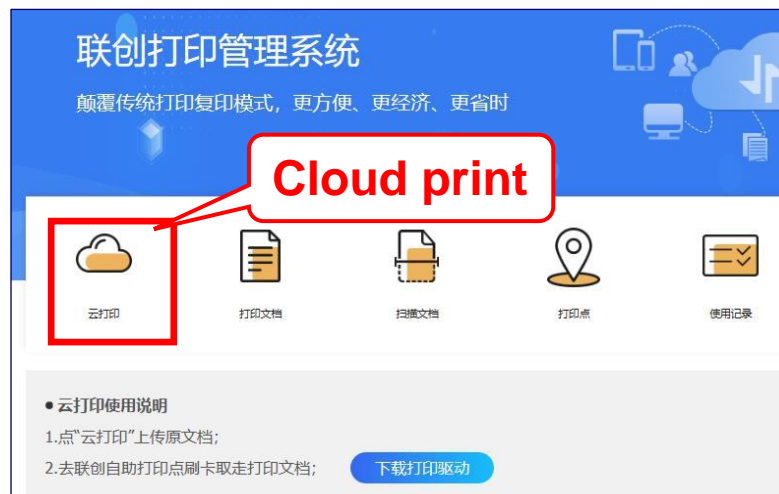 联创打印管理系统
颠覆传统打印复印模式，更方便、更经济、更省时
Cloud print
云打印
打印文档
扫描文档
打印点
使用记录
● 云打印使用说明
1.点“云打印”上传原文档;
2.去联创自助打印点刷卡取走打印文档;
下载打印驱动